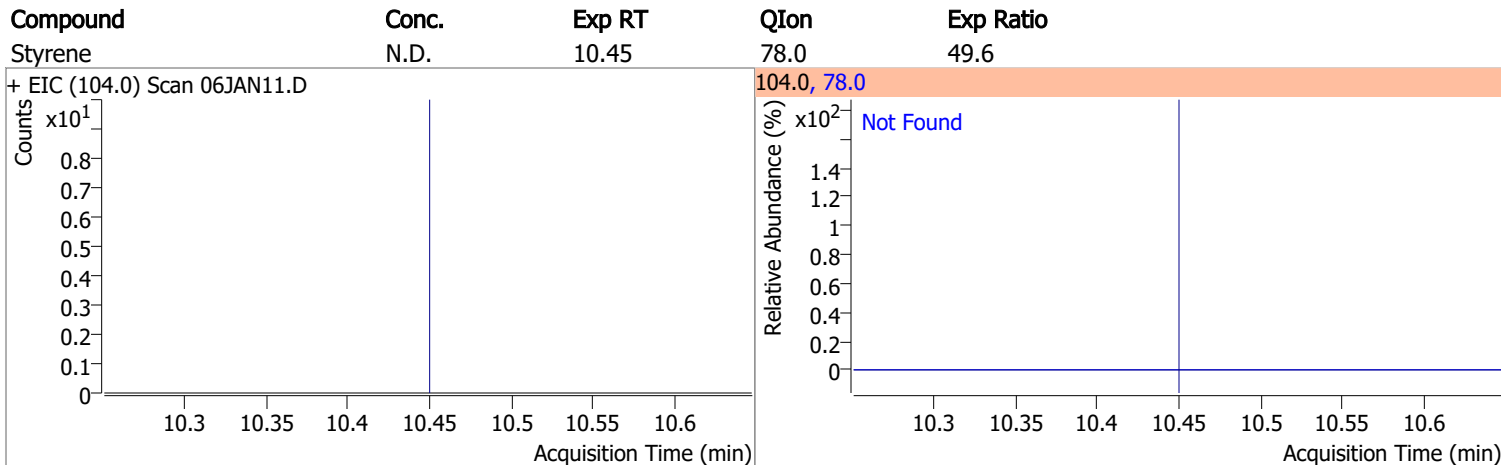 Compound Conc. Exp RT QIon Exp Ratio
Styrene N.D. 10.45 78.0 49.6
+ EIC (104.0) Scan 06JAN11.D
Counts
x10¹
0.8
0.7
0.6
0.5
0.4
0.3
0.2
0.1
0
10.3 10.35 10.4 10.45 10.5 10.55 10.6
Acquisition Time (min)
104.0, 78.0
Relative Abundance (%)
x10²
Not Found
1.4
1.2
1
0.8
0.6
0.4
0.2
0
10.3 10.35 10.4 10.45 10.5 10.55 10.6
Acquisition Time (min)